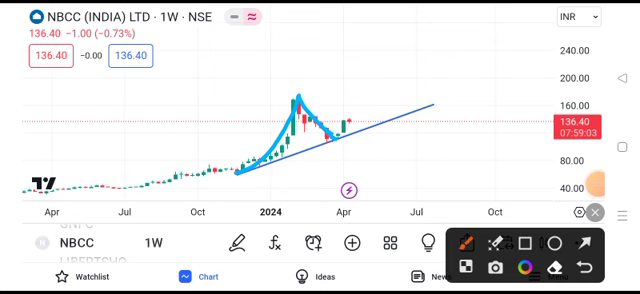 NBCC (INDIA) LTD · 1W · NSE
INR
136.40 −1.00 (−0.73%)
136.40 −0.00 136.40
240.00
200.00
160.00
136.40
07:59:03
80.00
40.00
Apr Jul Oct 2024 Apr Jul Oct
N NBCC 1W
LIBERTSHO
Watchlist Chart Ideas News